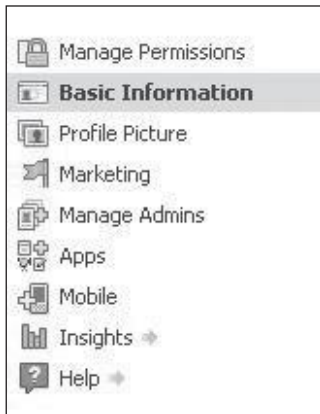 Manage Permissions
Basic Information
Profile Picture
Marketing
Manage Admins
Apps
Mobile
Insights
Help